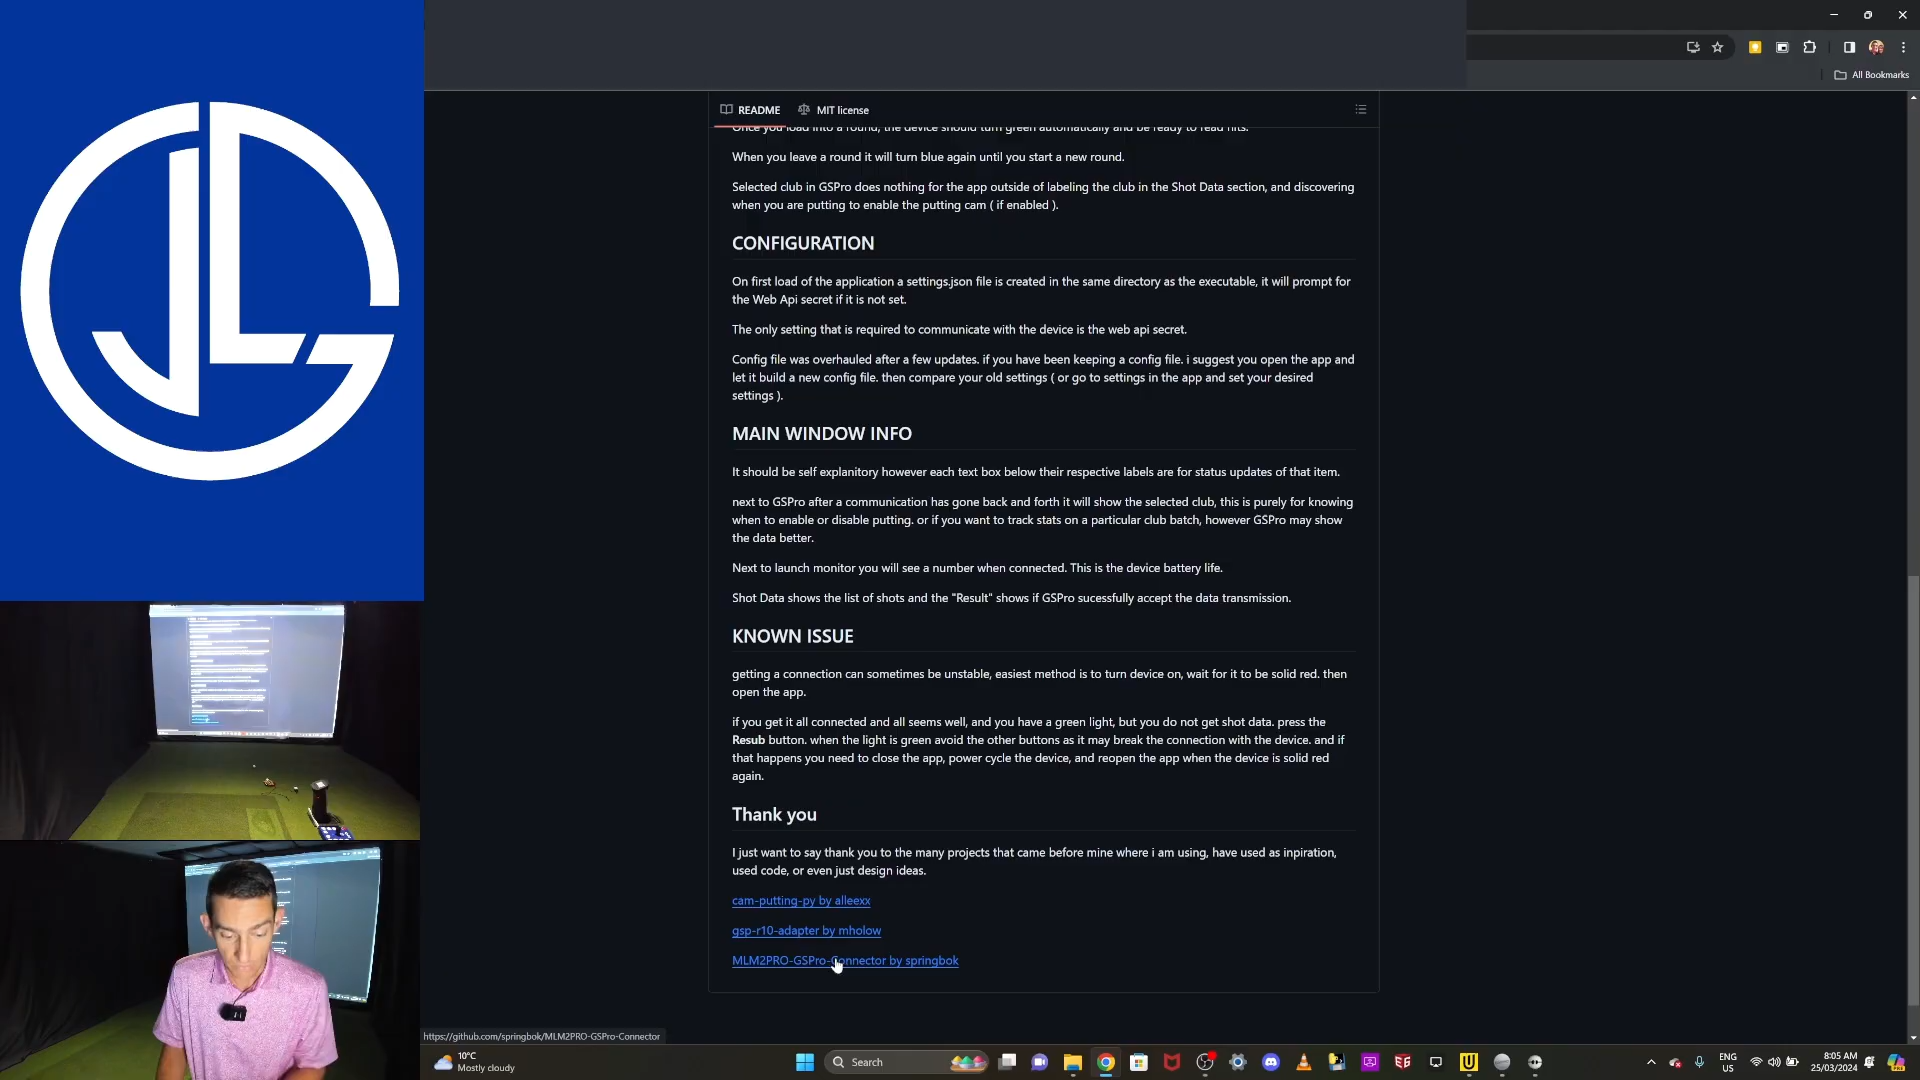 All Bookmarks
README
MIT license
Once you load into a round, the device should turn green automatically and be ready to read hits.
When you leave a round it will turn blue again until you start a new round.
Selected club in GSPro does nothing for the app outside of labeling the club in the Shot Data section, and discovering
when you are putting to enable the putting cam ( if enabled ).
CONFIGURATION
On first load of the application a settings.json file is created in the same directory as the executable, it will prompt for
the Web Api secret if it is not set.
The only setting that is required to communicate with the device is the web api secret.
Config file was overhauled after a few updates. if you have been keeping a config file. i suggest you open the app and
let it build a new config file. then compare your old settings ( or go to settings in the app and set your desired
settings ).
MAIN WINDOW INFO
It should be self explanitory however each text box below their respective labels are for status updates of that item.
next to GSPro after a communication has gone back and forth it will show the selected club, this is purely for knowing
when to enable or disable putting. or if you want to track stats on a particular club batch, however GSPro may show
the data better.
Next to launch monitor you will see a number when connected. This is the device battery life.
Shot Data shows the list of shots and the "Result" shows if GSPro sucessfully accept the data transmission.
KNOWN ISSUE
getting a connection can sometimes be unstable, easiest method is to turn device on, wait for it to be solid red. then
open the app.
if you get it all connected and all seems well, and you have a green light, but you do not get shot data. press the
Resub button. when the light is green avoid the other buttons as it may break the connection with the device. and if
that happens you need to close the app, power cycle the device, and reopen the app when the device is solid red
again.
Thank you
I just want to say thank you to the many projects that came before mine where i am using, have used as inpiration,
used code, or even just design ideas.
cam-putting-py by alleexx
gsp-r10-adapter by mholow
MLM2PRO-GSPro-Connector by springbok
https://github.com/springbok/MLM2PRO-GSPro-Connector
10°C
Mostly cloudy
Search
ENG
US
8:05 AM
25/03/2024
JLG